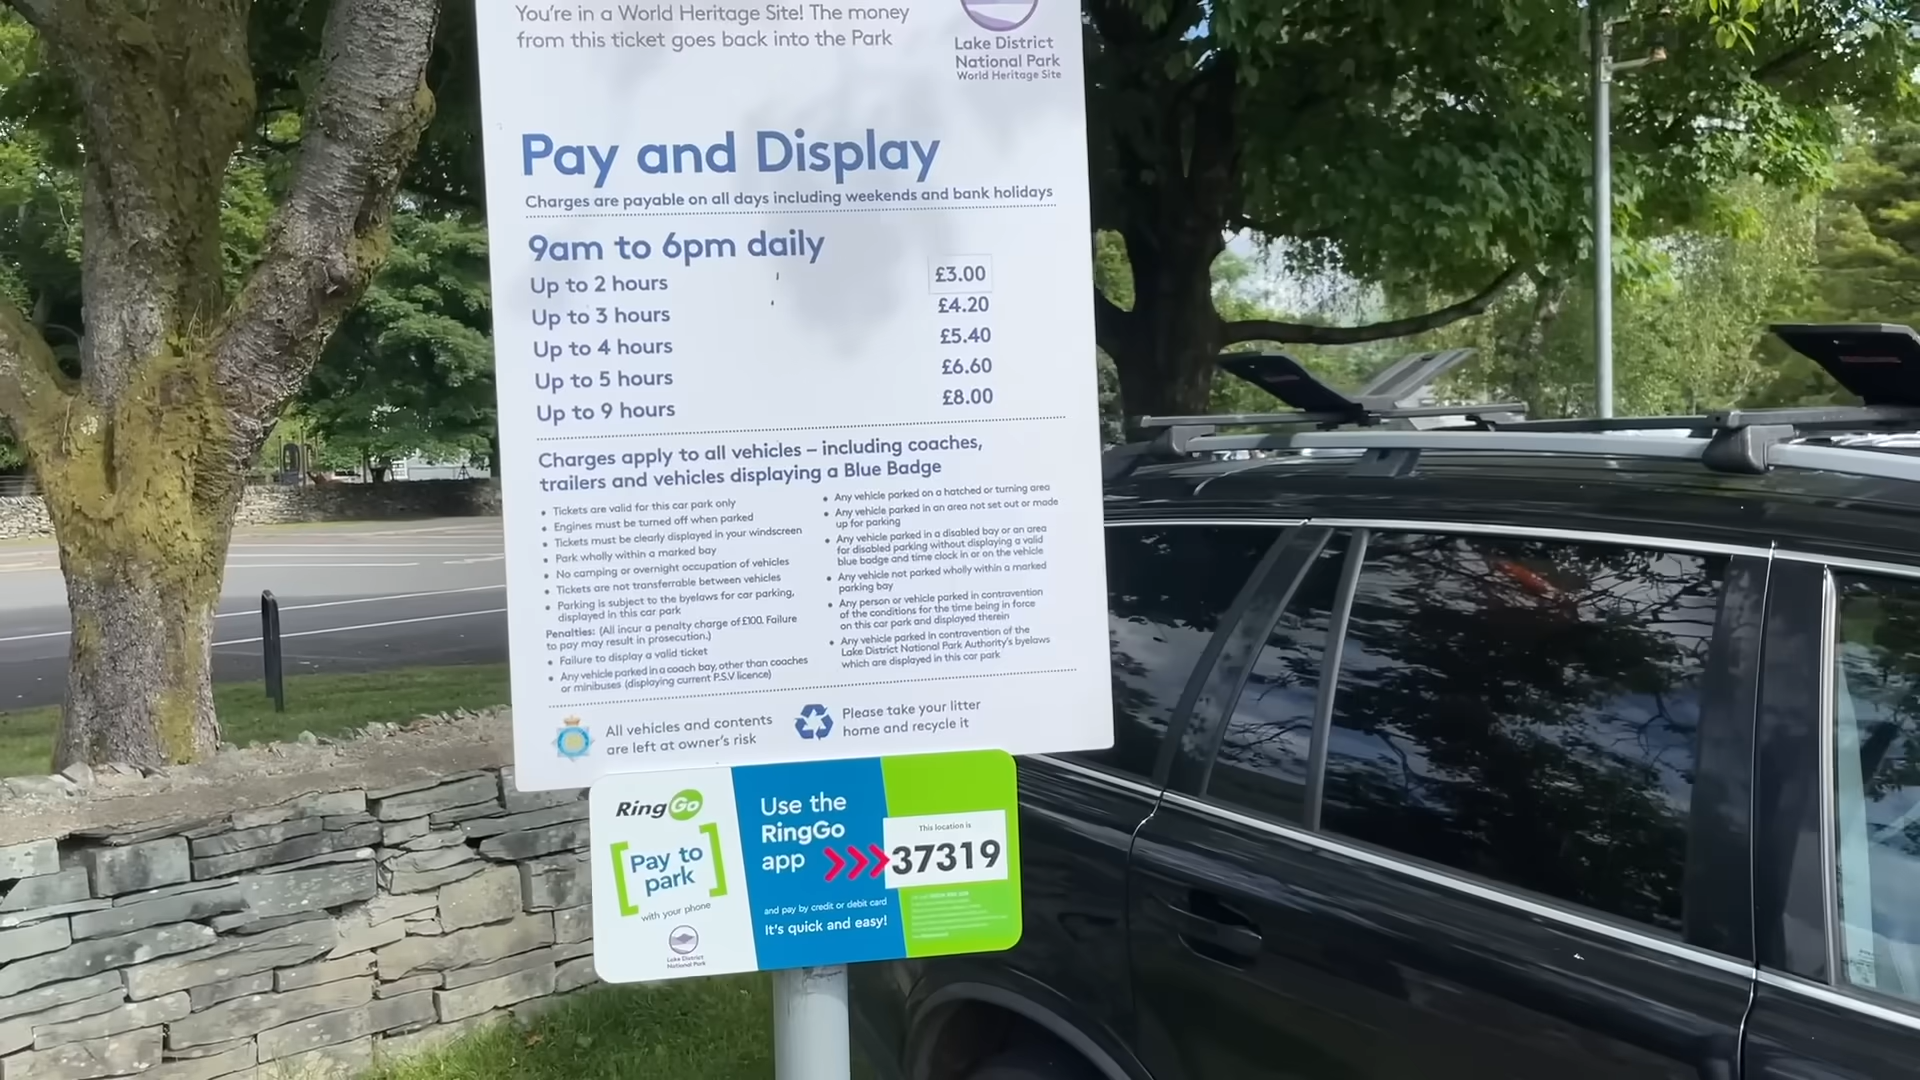 You're in a World Heritage Site! The money
from this ticket goes back into the Park
Lake District
National Park
World Heritage Site
Pay and Display
Charges are payable on all days including weekends and bank holidays
9am to 6pm daily
Up to 2 hours £3.00
Up to 3 hours £4.20
Up to 4 hours £5.40
Up to 5 hours £6.60
Up to 9 hours £8.00
Charges apply to all vehicles – including coaches,
trailers and vehicles displaying a Blue Badge
• Tickets are valid for this car park only
• Engines must be turned off when parked
• Tickets must be clearly displayed in your windscreen
• Park wholly within a marked bay
• No camping or overnight occupation of vehicles
• Tickets are not transferrable between vehicles
• Parking is subject to the byelaws for car parking,
displayed in this car park
Penalties: (All incur a penalty charge of £100. Failure
to pay may result in prosecution.)
• Failure to display a valid ticket
• Any vehicle parked in a coach bay, other than coaches
or minibuses (displaying current P.S.V licence)
• Any vehicle parked on a hatched or turning area
• Any vehicle parked in an area not set out or made
up for parking
• Any vehicle parked in a disabled bay or an area
for disabled parking without displaying a valid
blue badge and time clock in or on the vehicle
• Any vehicle not parked wholly within a marked
parking bay
• Any person or vehicle parked in contravention
of the conditions for the time being in force
on this car park and displayed therein
• Any vehicle parked in contravention of the
Lake District National Park Authority's byelaws
which are displayed in this car park
All vehicles and contents
are left at owner's risk
Please take your litter
home and recycle it
RingGo
Pay to
park
with your phone
Lake District
National Park
Use the
RingGo
app >>>
and pay by credit or debit card
It's quick and easy!
This location is
37319